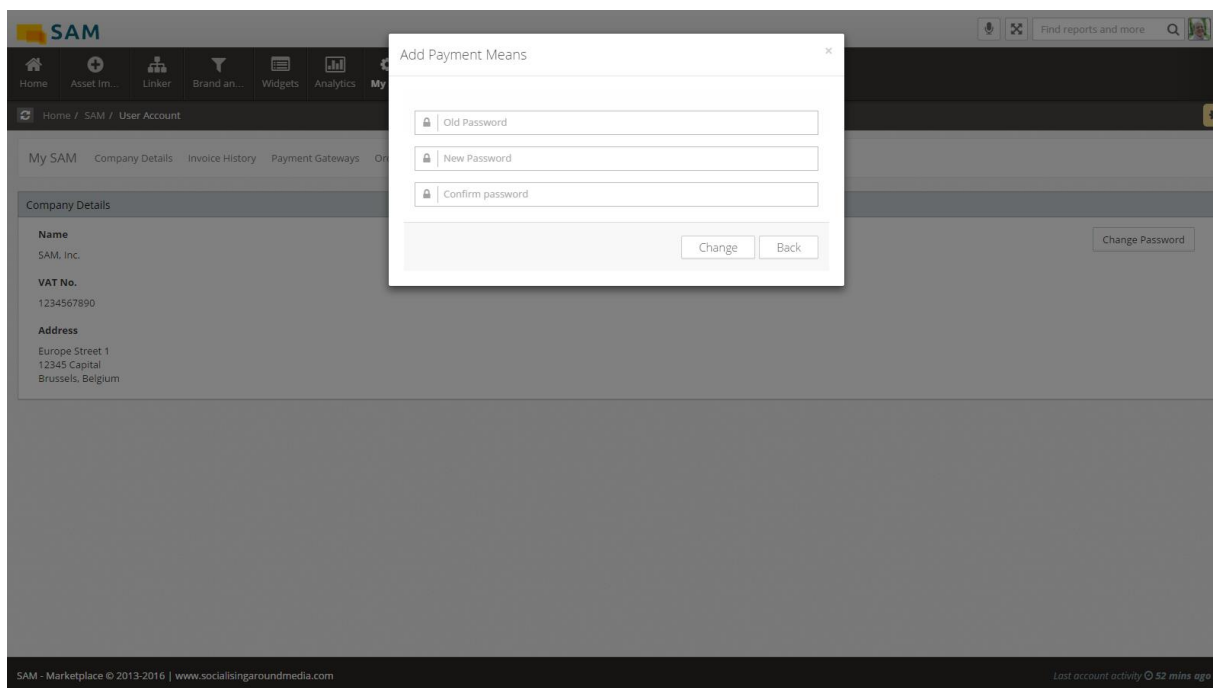 SAM
Find reports and more
Home
Asset Im...
Linker
Brand an...
Widgets
Analytics
My
Home / SAM / User Account
My SAM
Company Details
Invoice History
Payment Gateways
Company Details
Name
SAM, Inc.
VAT No.
1234567890
Address
Europe Street 1
12345 Capital
Brussels, Belgium
Change Password
Add Payment Means
×
Old Password
New Password
Confirm password
Change
Back
SAM - Marketplace © 2013-2016 | www.socialisingaroundmedia.com
Last account activity 52 mins ago